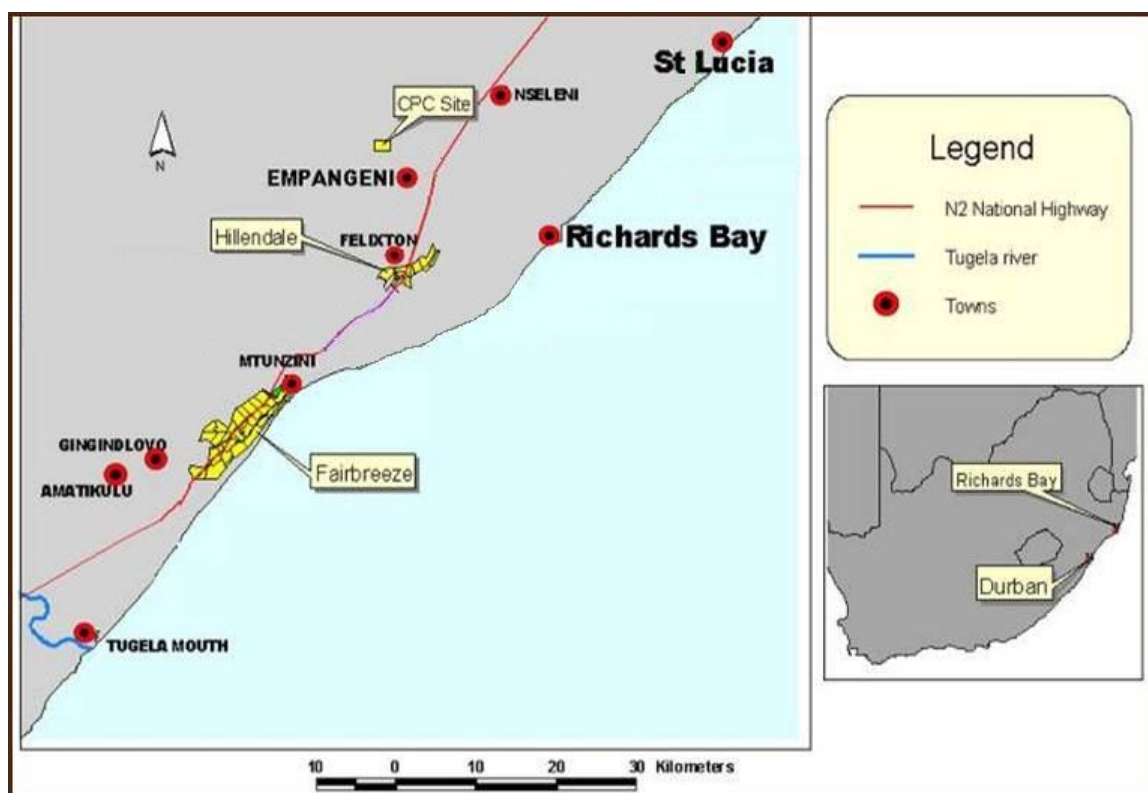 St Lucia
CPC Site
NSELENI
EMPANGENI
Hillendale
FELIXTON
Richards Bay
MTUNZINI
GINGINDLOVO
AMATIKULU
Fairbreeze
TUGELA MOUTH
N
10 0 10 20 30 Kilometers
Legend
N2 National Highway
Tugela river
Towns
Richards Bay
Durban